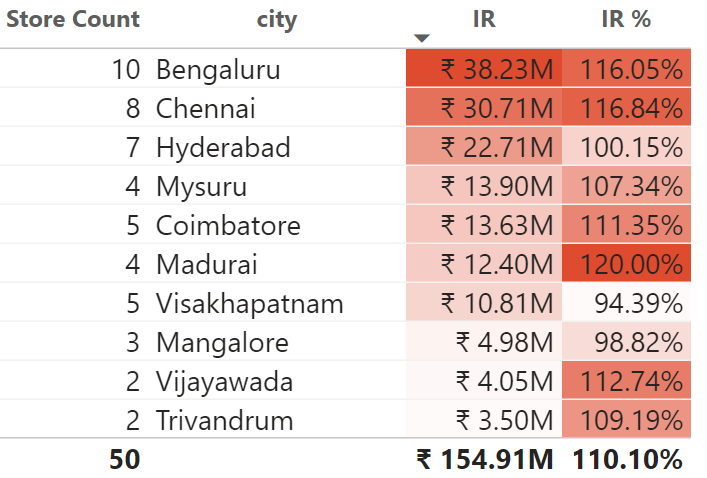 Store Count city IR IR %
10 Bengaluru ₹ 38.23M 116.05%
8 Chennai ₹ 30.71M 116.84%
7 Hyderabad ₹ 22.71M 100.15%
4 Mysuru ₹ 13.90M 107.34%
5 Coimbatore ₹ 13.63M 111.35%
4 Madurai ₹ 12.40M 120.00%
5 Visakhapatnam ₹ 10.81M 94.39%
3 Mangalore ₹ 4.98M 98.82%
2 Vijayawada ₹ 4.05M 112.74%
2 Trivandrum ₹ 3.50M 109.19%
50 ₹ 154.91M 110.10%